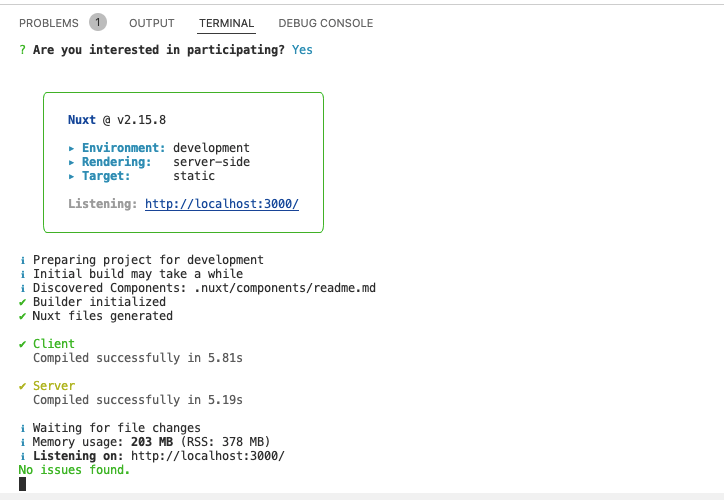 PROBLEMS 1 OUTPUT TERMINAL DEBUG CONSOLE
? Are you interested in participating? Yes
Nuxt @ v2.15.8
▸ Environment: development
▸ Rendering: server-side
▸ Target: static
Listening: http://localhost:3000/
ℹ Preparing project for development
ℹ Initial build may take a while
ℹ Discovered Components: .nuxt/components/readme.md
✔ Builder initialized
✔ Nuxt files generated
✔ Client
Compiled successfully in 5.81s
✔ Server
Compiled successfully in 5.19s
ℹ Waiting for file changes
ℹ Memory usage: 203 MB (RSS: 378 MB)
ℹ Listening on: http://localhost:3000/
No issues found.